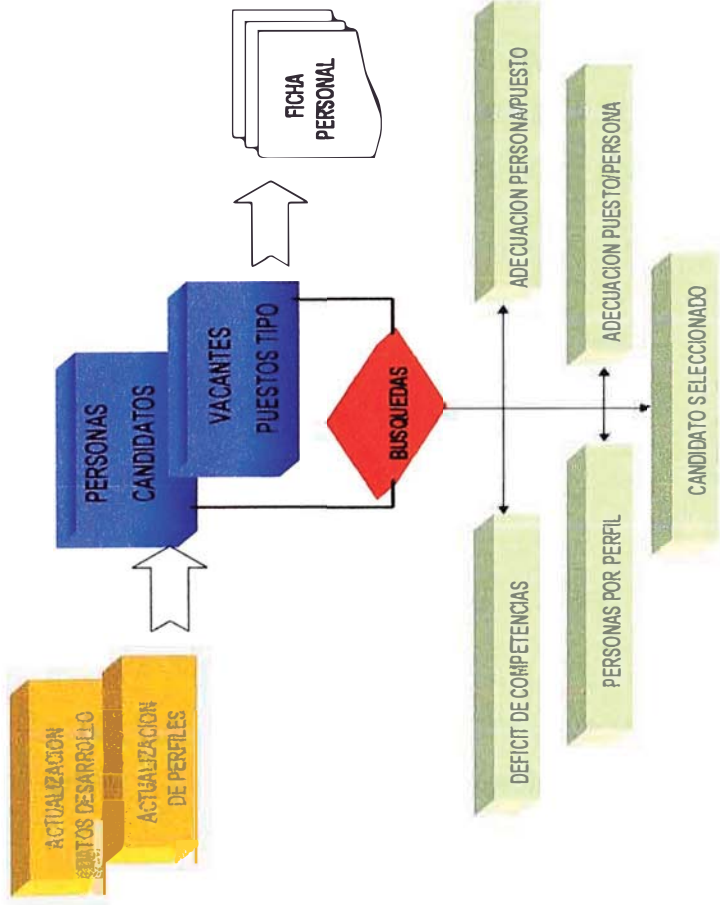 ACTUALIZACION
DATOS DESARROLLO
ACTUALIZACION
DE PERFILES
PERSONAS
CANDIDATOS
VACANTES
PUESTOS TIPO
FICHA
PERSONAL
BUSQUEDAS
DEFICIT DE COMPETENCIAS
ADECUACION PERSONA/PUESTO
PERSONAS POR PERFIL
ADECUACION PUESTO/PERSONA
CANDIDATO SELECCIONADO